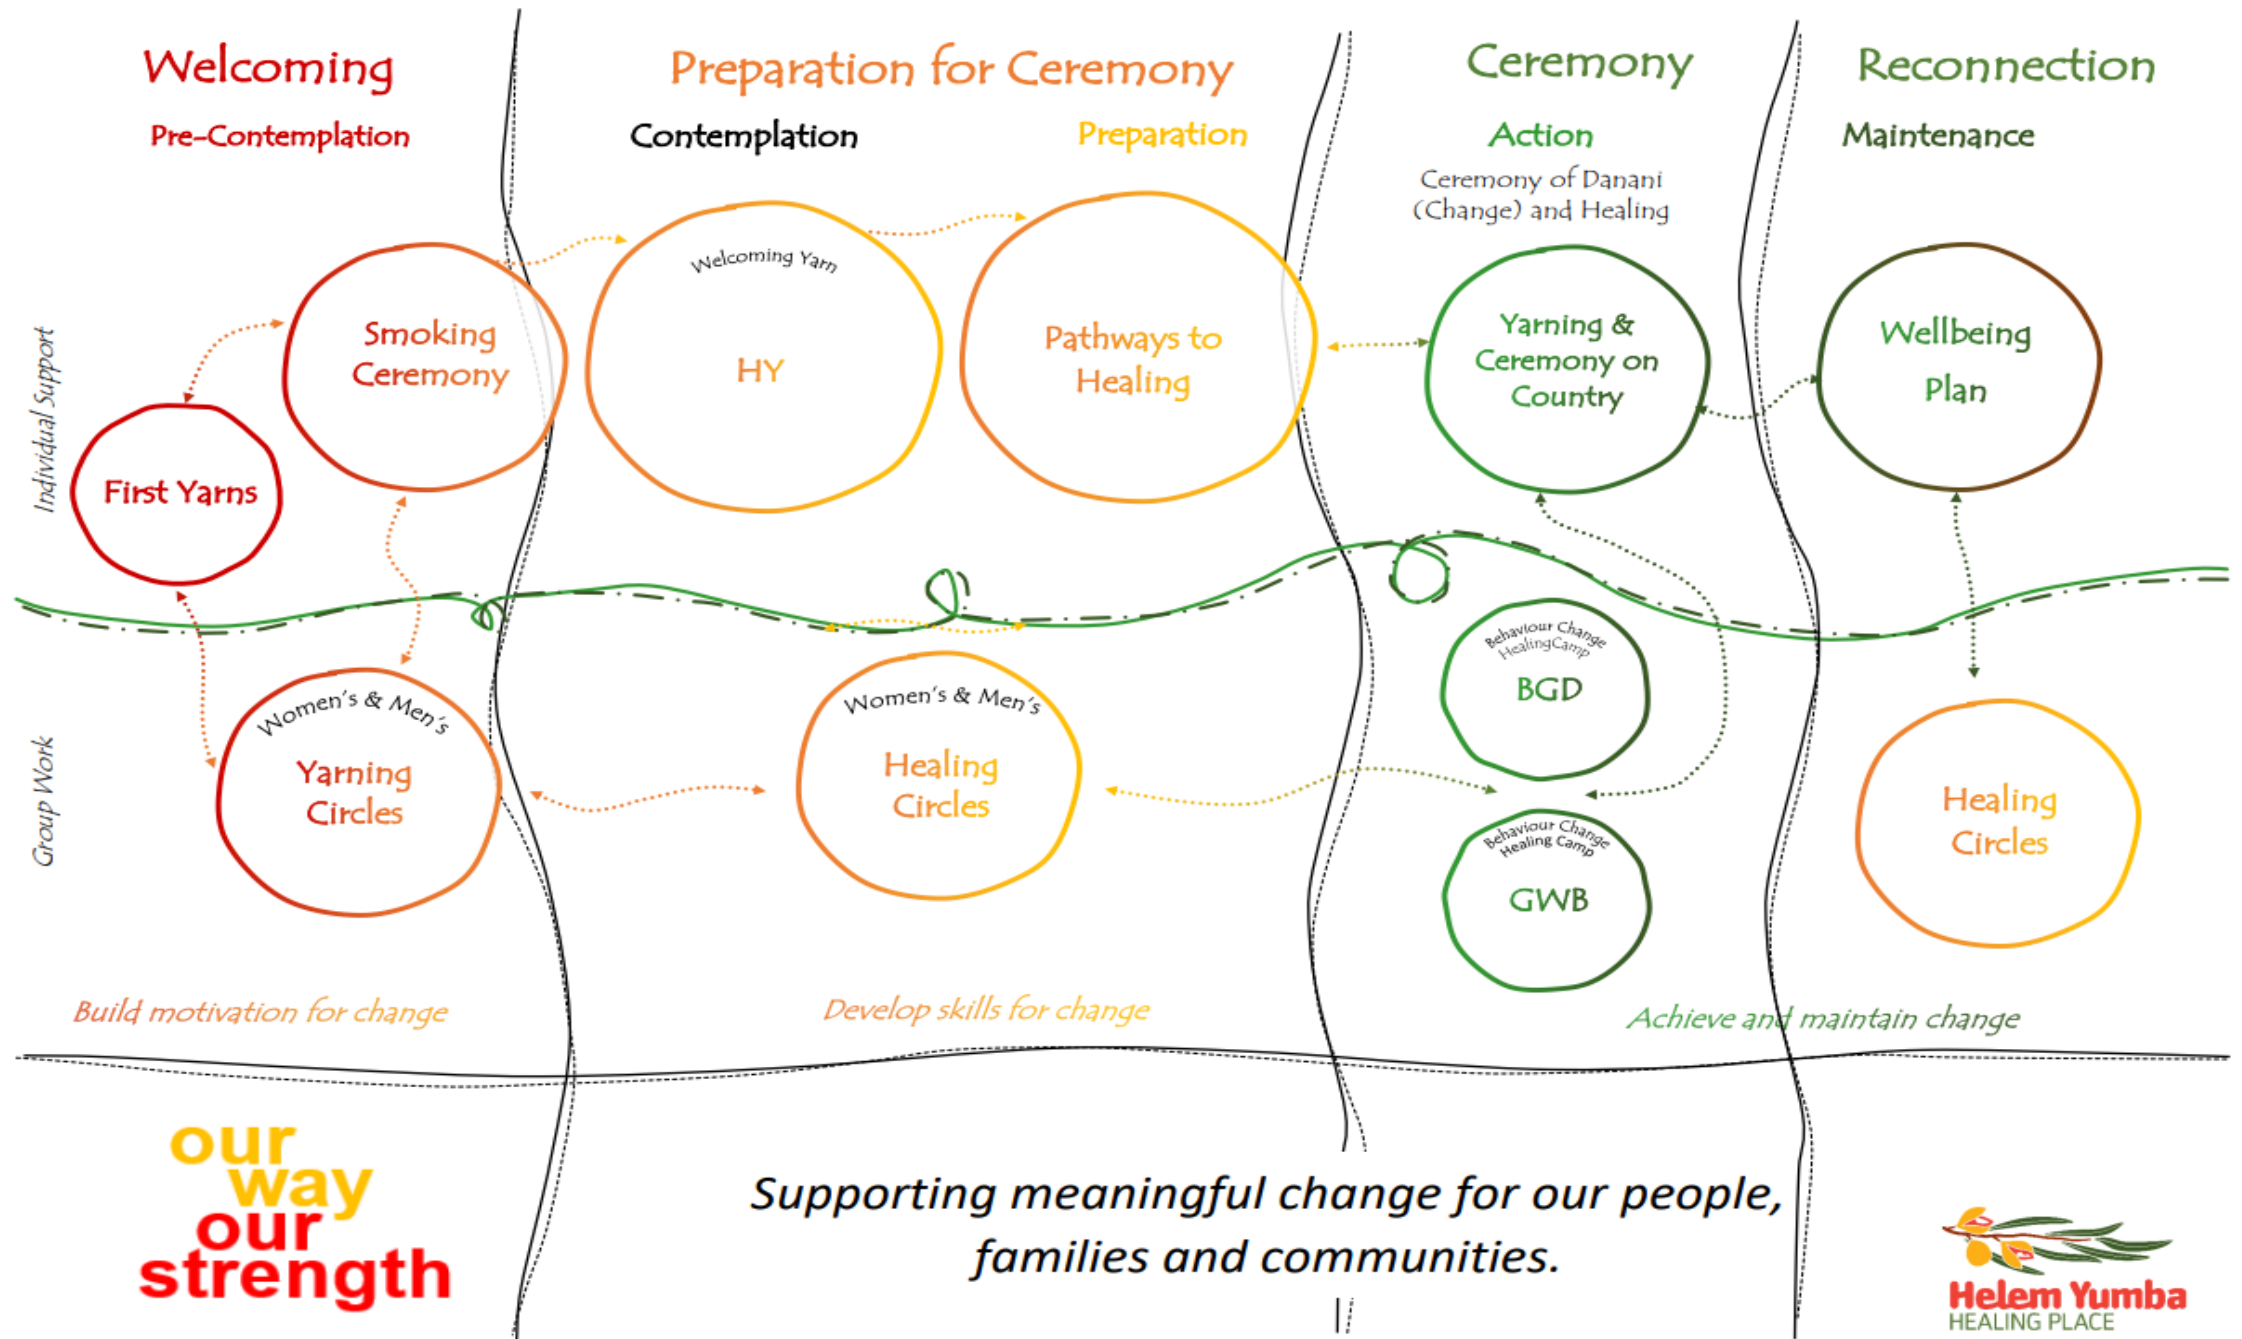 Welcoming
Preparation for Ceremony
Ceremony
Reconnection
Pre-Contemplation
Contemplation
Preparation
Action
Maintenance
Ceremony of Danani
(Change) and Healing
Individual Support
First Yarns
Smoking
Ceremony
Welcoming Yarn
HY
Pathways to
Healing
Yarning &
Ceremony on
Country
Wellbeing
Plan
Group Work
Women's & Men's
Yarning
Circles
Women's & Men's
Healing
Circles
Behaviour Change
HealingCamp
BGD
Behaviour Change
Healing Camp
GWB
Healing
Circles
Build motivation for change
Develop skills for change
Achieve and maintain change
our
way
our
strength
Supporting meaningful change for our people,
families and communities.
Helem Yumba
HEALING PLACE